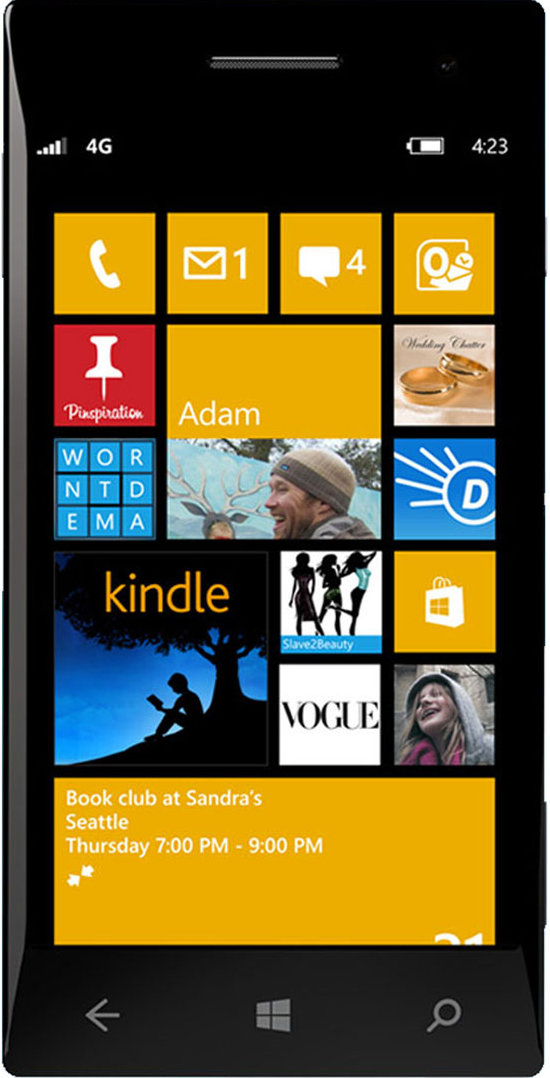 4G
4:23
1
4
O
Pinspiration
Adam
Wedding Chatter
W O R
N T D
E M A
D
kindle
Slave2Beauty
VOGUE
Book club at Sandra's
Seattle
Thursday 7:00 PM - 9:00 PM
21